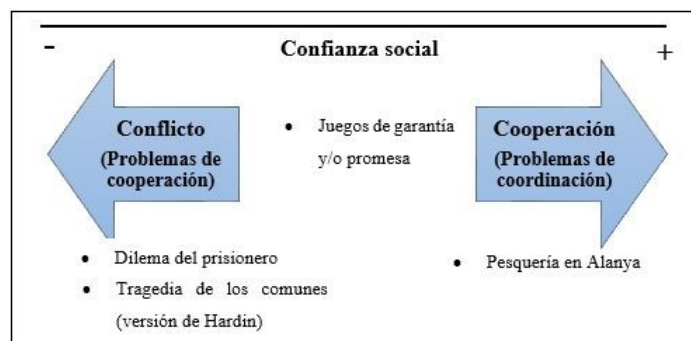 - Confianza social +
Conflicto
(Problemas de
cooperación)
• Juegos de garantía
y/o promesa
Cooperación
(Problemas de
coordinación)
• Dilema del prisionero
• Tragedia de los comunes
(versión de Hardin)
• Pesquería en Alanya